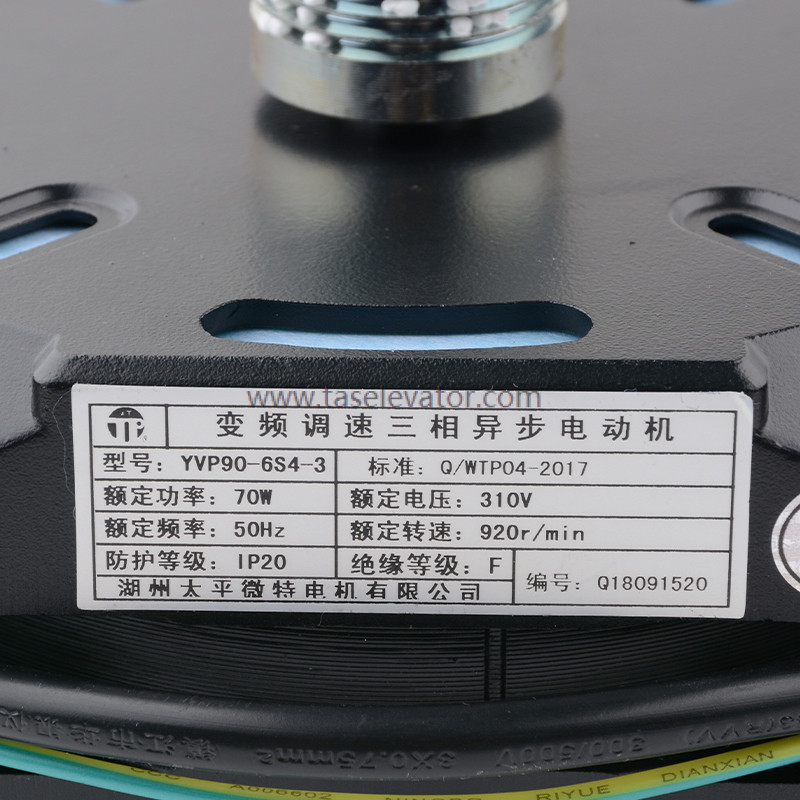 www.taselevator.com
变频调速三相异步电动机
型号: YVP90-6S4-3 标准: Q/WTP04-2017
额定功率: 70W 额定电压: 310V
额定频率: 50Hz 额定转速: 920r/min
防护等级: IP20 绝缘等级: F 编号: Q18091520
湖州太平微特电机有限公司
3X0.75mm² 300/500V
CCC A006602 RIYUE DIANXIAN